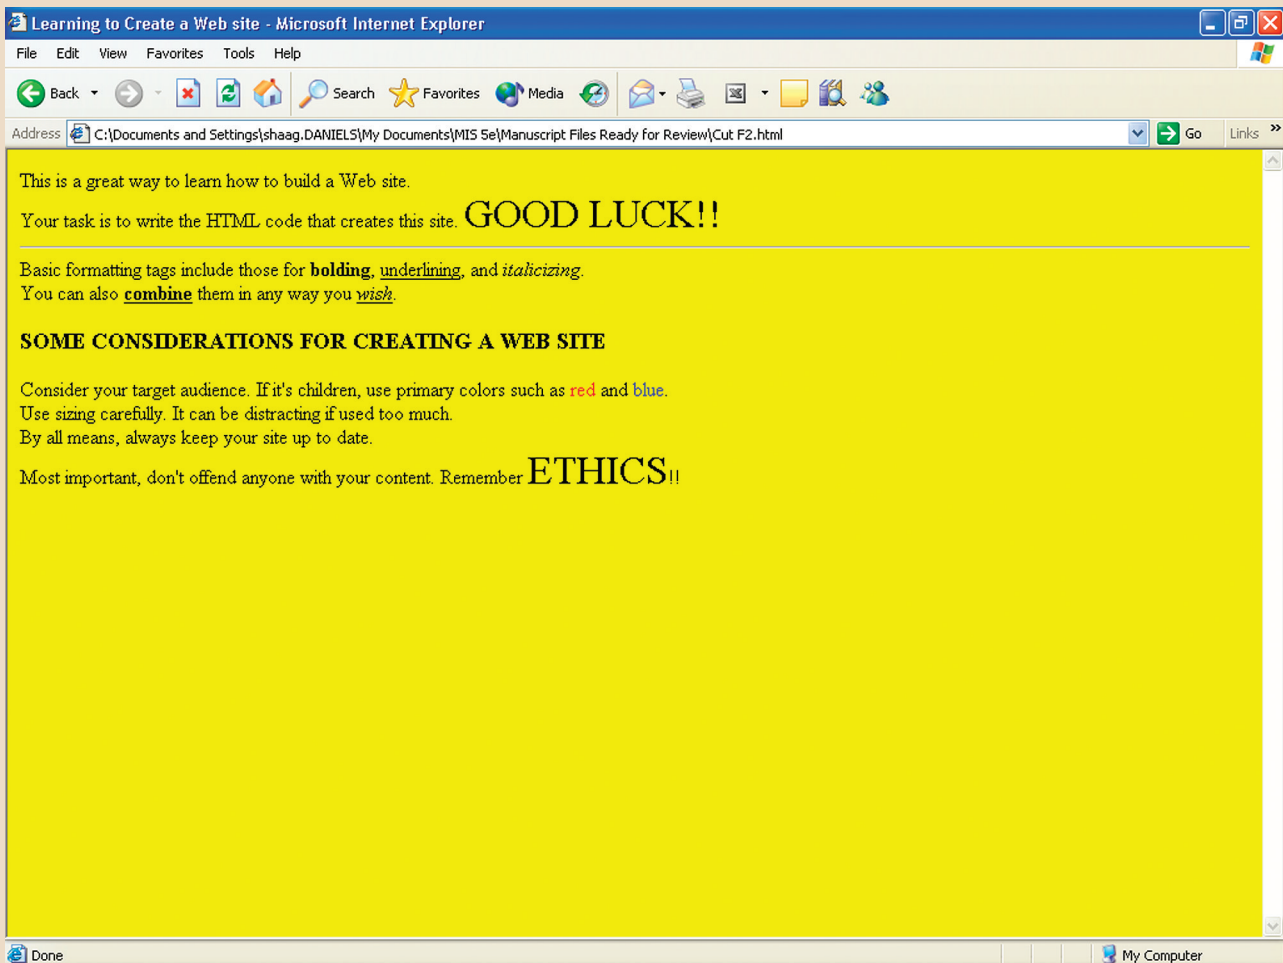 Learning to Create a Web site - Microsoft Internet Explorer
File Edit View Favorites Tools Help
Back Search Favorites Media
Address C:\Documents and Settings\shaag.DANIELS\My Documents\MIS 5e\Manuscript Files Ready for Review\Cut F2.html Go Links »
This is a great way to learn how to build a Web site.
Your task is to write the HTML code that creates this site. GOOD LUCK!!
Basic formatting tags include those for bolding, underlining, and italicizing.
You can also combine them in any way you wish.
SOME CONSIDERATIONS FOR CREATING A WEB SITE
Consider your target audience. If it's children, use primary colors such as red and blue.
Use sizing carefully. It can be distracting if used too much.
By all means, always keep your site up to date.
Most important, don't offend anyone with your content. Remember ETHICS!!
Done My Computer